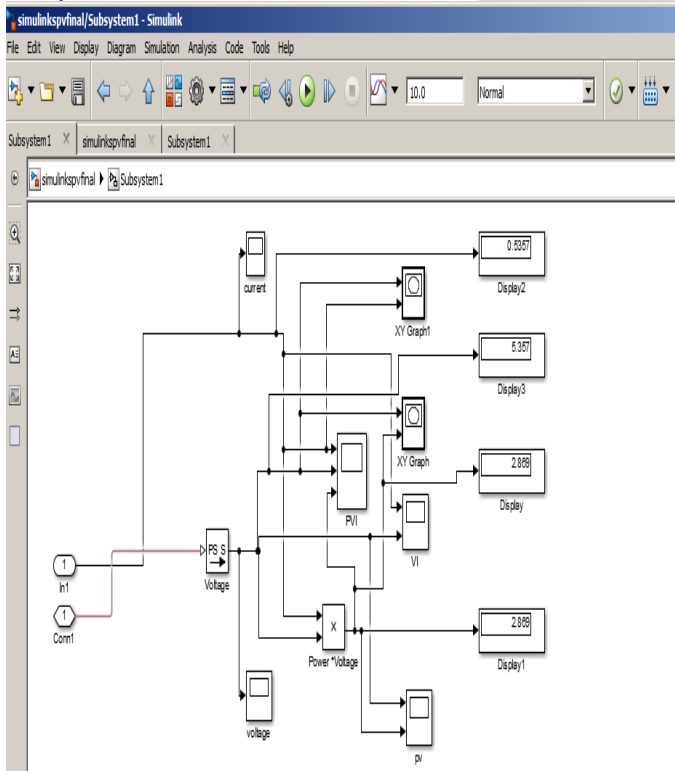 simulinkspvfinal/Subsystem1 - Simulink
File Edit View Display Diagram Simulation Analysis Code Tools Help
10.0 Normal
Subsystem1 simulinkspvfinal Subsystem1
simulinkspvfinal Subsystem1
current
0.5357
Display2
XY Graph1
5.357
Display3
XY Graph
2.869
Display
PVI
VI
1
In1
PS S
Voltage
1
Conn1
×
Power *Voltage
2.869
Display1
voltage
pv